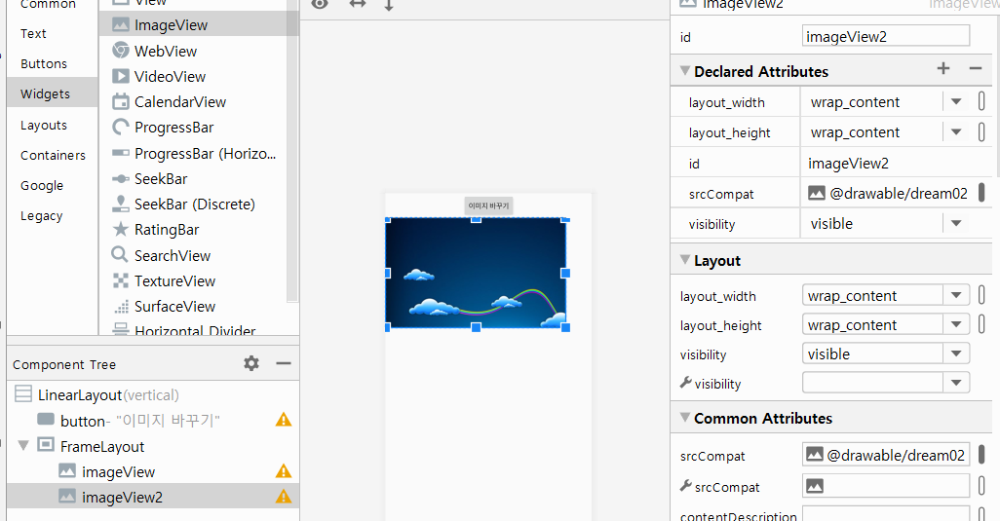 Common
Text
Buttons
Widgets
Layouts
Containers
Google
Legacy
View
ImageView
WebView
VideoView
CalendarView
ProgressBar
ProgressBar (Horizo...
SeekBar
SeekBar (Discrete)
RatingBar
SearchView
TextureView
SurfaceView
Horizontal Divider
Component Tree
LinearLayout(vertical)
button- "이미지 바꾸기"
FrameLayout
imageView
imageView2
이미지 바꾸기
imageView2 ImageView
id imageView2
Declared Attributes
layout_width wrap_content
layout_height wrap_content
id imageView2
srcCompat @drawable/dream02
visibility visible
Layout
layout_width wrap_content
layout_height wrap_content
visibility visible
visibility
Common Attributes
srcCompat @drawable/dream02
srcCompat
contentDescription